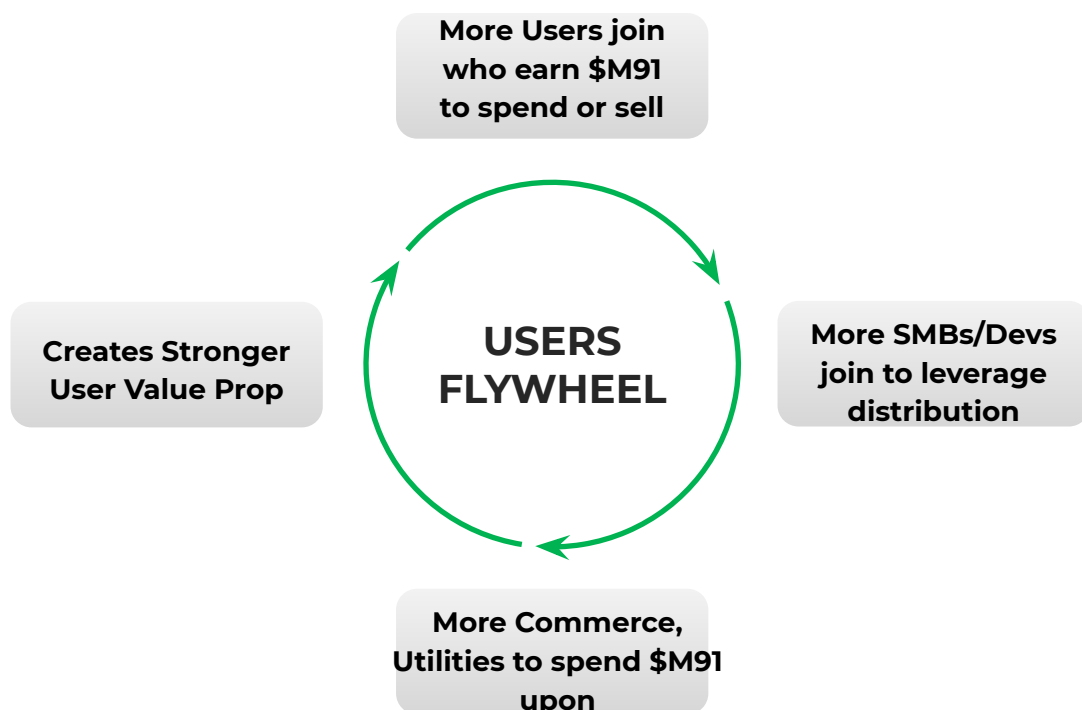 More Users join
who earn $M91
to spend or sell
USERS
FLYWHEEL
Creates Stronger
User Value Prop
More SMBs/Devs
join to leverage
distribution
More Commerce,
Utilities to spend $M91
upon